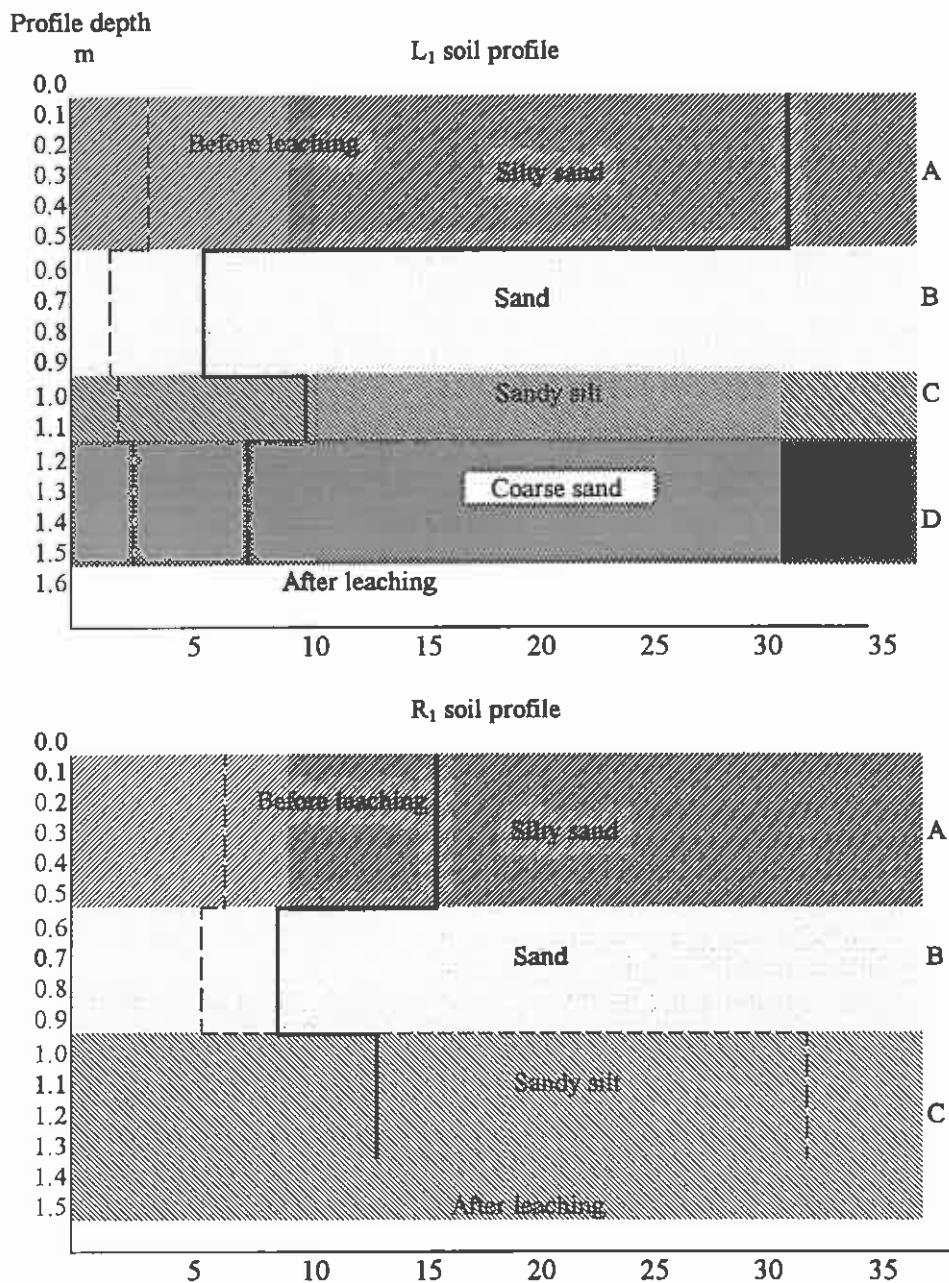 Profile depth
m
L₁ soil profile
0.0
0.1
0.2
0.3
0.4
0.5
0.6
0.7
0.8
0.9
1.0
1.1
1.2
1.3
1.4
1.5
1.6
Before leaching
Silty sand
A
Sand
B
Sandy silt
C
Coarse sand
D
After leaching
5 10 15 20 25 30 35
R₁ soil profile
0.0
0.1
0.2
0.3
0.4
0.5
0.6
0.7
0.8
0.9
1.0
1.1
1.2
1.3
1.4
1.5
Before leaching
Silty sand
A
Sand
B
Sandy silt
C
After leaching
5 10 15 20 25 30 35